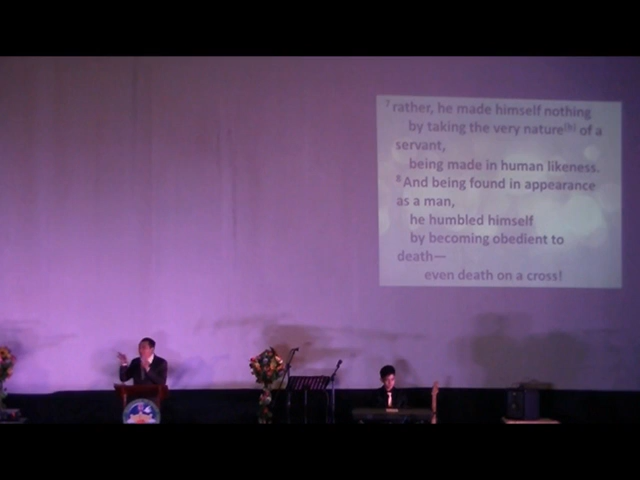 7 rather, he made himself nothing
by taking the very nature[b] of a
servant,
being made in human likeness.
8 And being found in appearance
as a man,
he humbled himself
by becoming obedient to
death—
even death on a cross!